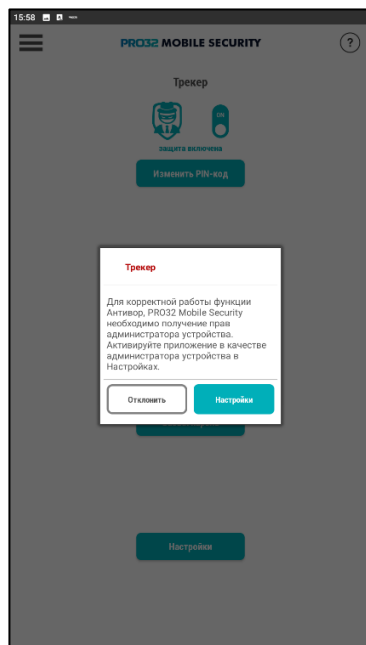 15:58
PRO32 MOBILE SECURITY
?
Трекер
ON
защита включена
Изменить PIN-код
Трекер
Для корректной работы функции
Антивор, PRO32 Mobile Security
необходимо получение прав
администратора устройства.
Активируйте приложение в качестве
администратора устройства в
Настройках.
Отклонить
Настройки
Настройки